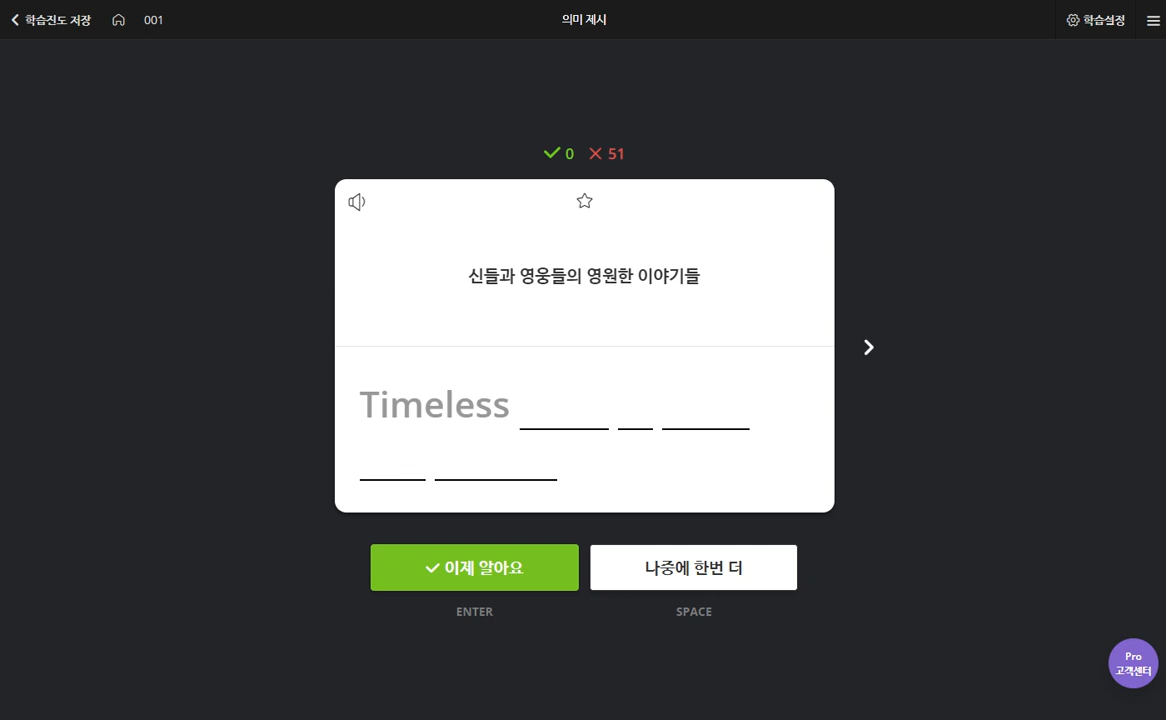 학습진도 저장
001
의미 제시
학습설정
0
51
신들과 영웅들의 영원한 이야기들
Timeless
이제 알아요
나중에 한번 더
ENTER
SPACE
Pro
고객센터